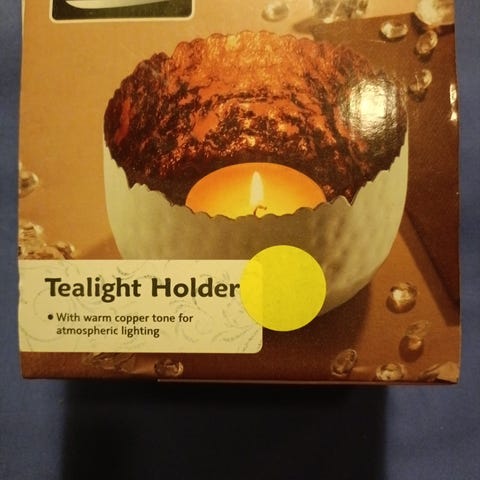 Tealight Holder
• With warm copper tone for
atmospheric lighting